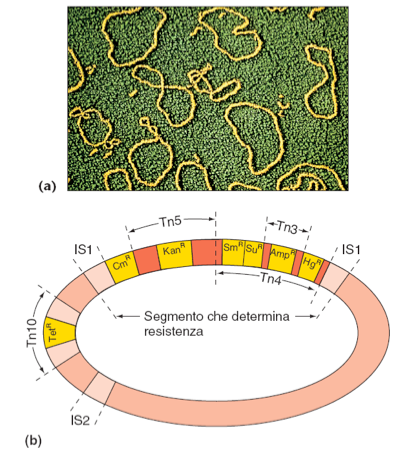 (a)
Tn5
Tn3
IS1
Cm^R
Kan^R
Sm^R
Su^R
Amp^R
Hg^R
IS1
Tn4
Segmento che determina
resistenza
Tn10
Tet^R
IS2
(b)